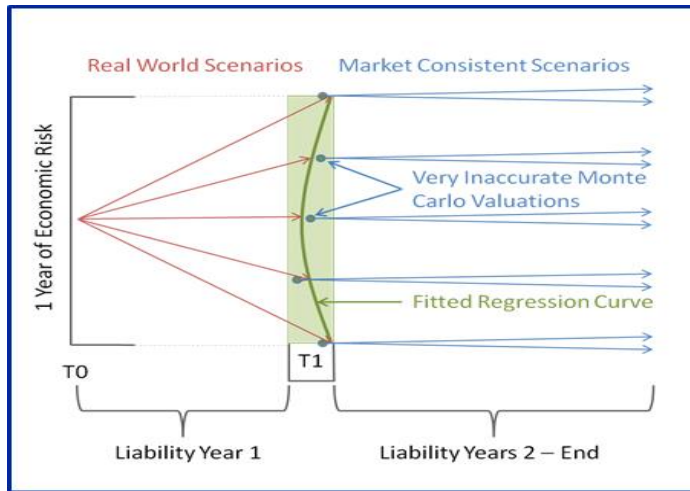 Real World Scenarios
Market Consistent Scenarios
1 Year of Economic Risk
Very Inaccurate Monte
Carlo Valuations
Fitted Regression Curve
T0
T1
Liability Year 1
Liability Years 2 – End